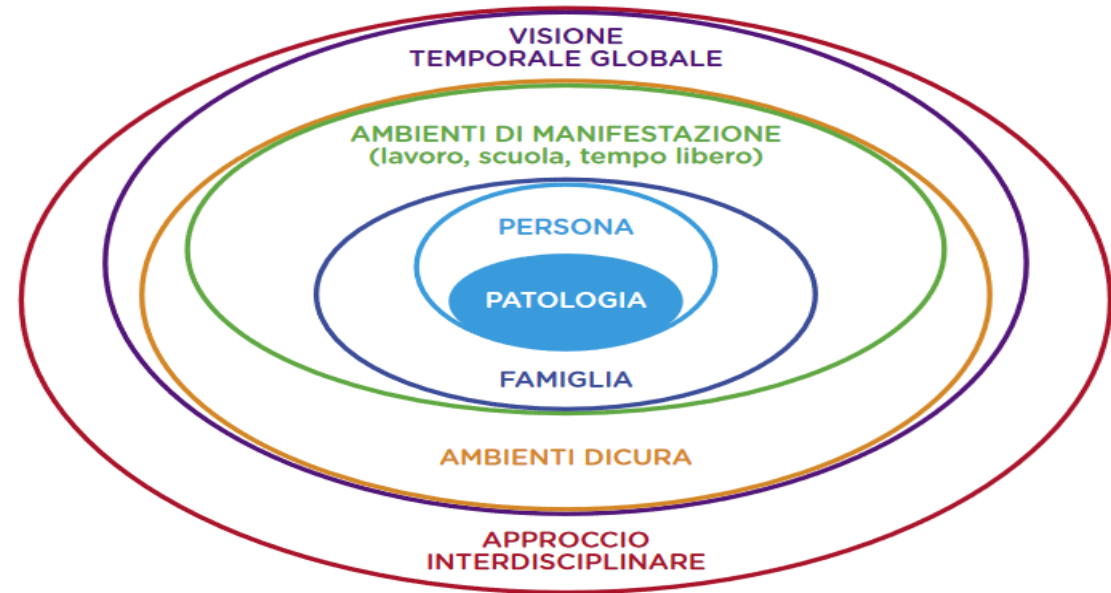 VISIONE
TEMPORALE GLOBALE
AMBIENTI DI MANIFESTAZIONE
(lavoro, scuola, tempo libero)
PERSONA
PATOLOGIA
FAMIGLIA
AMBIENTI DICURA
APPROCCIO
INTERDISCIPLINARE